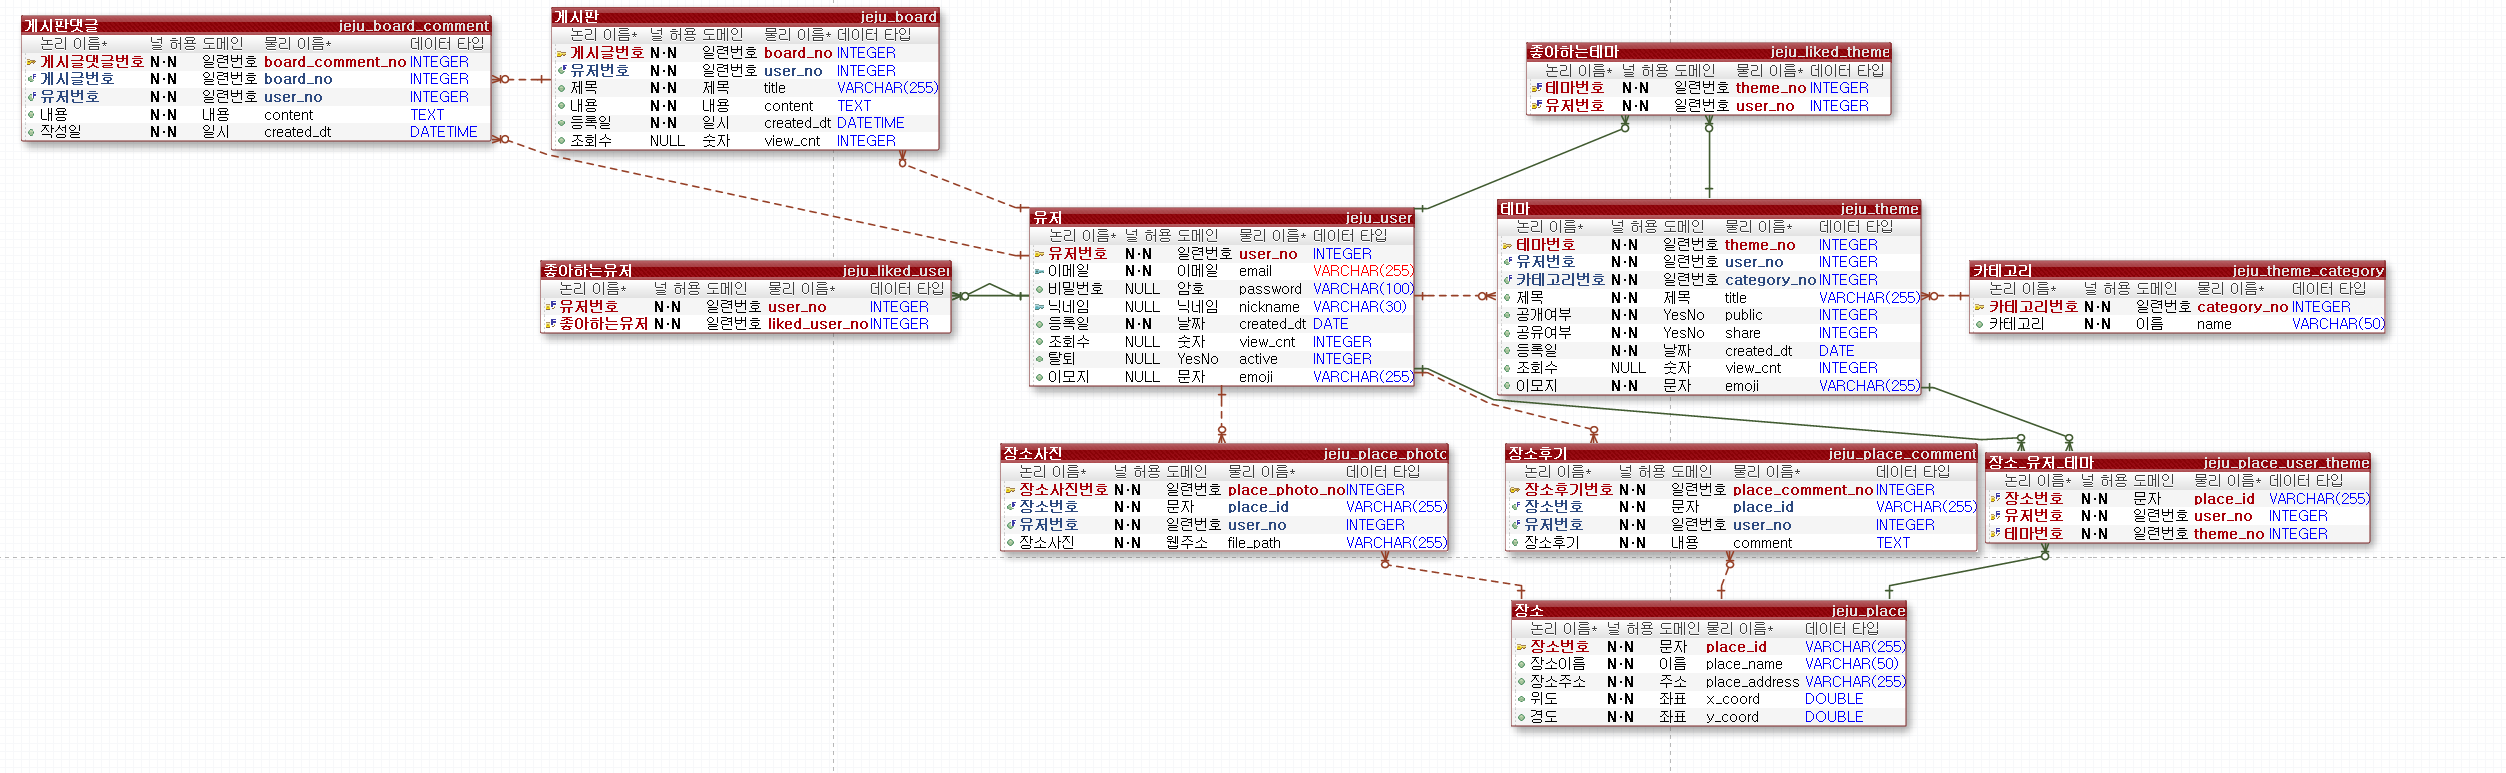 게시판댓글 jeju_board_comment
논리 이름* 널 허용 도메인 물리 이름* 데이터 타입
게시글댓글번호 N·N 일련번호 board_comment_no INTEGER
게시글번호 N·N 일련번호 board_no INTEGER
유저번호 N·N 일련번호 user_no INTEGER
내용 N·N 내용 content TEXT
작성일 N·N 일시 created_dt DATETIME
게시판 jeju_board
논리 이름* 널 허용 도메인 물리 이름* 데이터 타입
게시글번호 N·N 일련번호 board_no INTEGER
유저번호 N·N 일련번호 user_no INTEGER
제목 N·N 제목 title VARCHAR(255)
내용 N·N 내용 content TEXT
등록일 N·N 일시 created_dt DATETIME
조회수 NULL 숫자 view_cnt INTEGER
좋아하는테마 jeju_liked_theme
논리 이름* 널 허용 도메인 물리 이름* 데이터 타입
테마번호 N·N 일련번호 theme_no INTEGER
유저번호 N·N 일련번호 user_no INTEGER
유저 jeju_user
논리 이름* 널 허용 도메인 물리 이름* 데이터 타입
유저번호 N·N 일련번호 user_no INTEGER
이메일 N·N 이메일 email VARCHAR(255)
비밀번호 NULL 암호 password VARCHAR(100)
닉네임 NULL 닉네임 nickname VARCHAR(30)
등록일 N·N 날짜 created_dt DATE
조회수 NULL 숫자 view_cnt INTEGER
탈퇴 NULL YesNo active INTEGER
이모지 NULL 문자 emoji VARCHAR(255)
테마 jeju_theme
논리 이름* 널 허용 도메인 물리 이름* 데이터 타입
테마번호 N·N 일련번호 theme_no INTEGER
유저번호 N·N 일련번호 user_no INTEGER
카테고리번호 N·N 일련번호 category_no INTEGER
제목 N·N 제목 title VARCHAR(255)
공개여부 N·N YesNo public INTEGER
공유여부 N·N YesNo share INTEGER
등록일 N·N 날짜 created_dt DATE
조회수 NULL 숫자 view_cnt INTEGER
이모지 N·N 문자 emoji VARCHAR(255)
좋아하는유저 jeju_liked_user
논리 이름* 널 허용 도메인 물리 이름* 데이터 타입
유저번호 N·N 일련번호 user_no INTEGER
좋아하는유저 N·N 일련번호 liked_user_no INTEGER
카테고리 jeju_theme_category
논리 이름* 널 허용 도메인 물리 이름* 데이터 타입
카테고리번호 N·N 일련번호 category_no INTEGER
카테고리 N·N 이름 name VARCHAR(50)
장소사진 jeju_place_photo
논리 이름* 널 허용 도메인 물리 이름* 데이터 타입
장소사진번호 N·N 일련번호 place_photo_no INTEGER
장소번호 N·N 문자 place_id VARCHAR(255)
유저번호 N·N 일련번호 user_no INTEGER
장소사진 N·N 웹주소 file_path VARCHAR(255)
장소후기 jeju_place_comment
논리 이름* 널 허용 도메인 물리 이름* 데이터 타입
장소후기번호 N·N 일련번호 place_comment_no INTEGER
장소번호 N·N 문자 place_id VARCHAR(255)
유저번호 N·N 일련번호 user_no INTEGER
장소후기 N·N 내용 comment TEXT
장소_유저_테마 jeju_place_user_theme
논리 이름* 널 허용 도메인 물리 이름* 데이터 타입
장소번호 N·N 문자 place_id VARCHAR(255)
유저번호 N·N 일련번호 user_no INTEGER
테마번호 N·N 일련번호 theme_no INTEGER
장소 jeju_place
논리 이름* 널 허용 도메인 물리 이름* 데이터 타입
장소번호 N·N 문자 place_id VARCHAR(255)
장소이름 N·N 이름 place_name VARCHAR(50)
장소주소 N·N 주소 place_address VARCHAR(255)
위도 N·N 좌표 x_coord DOUBLE
경도 N·N 좌표 y_coord DOUBLE